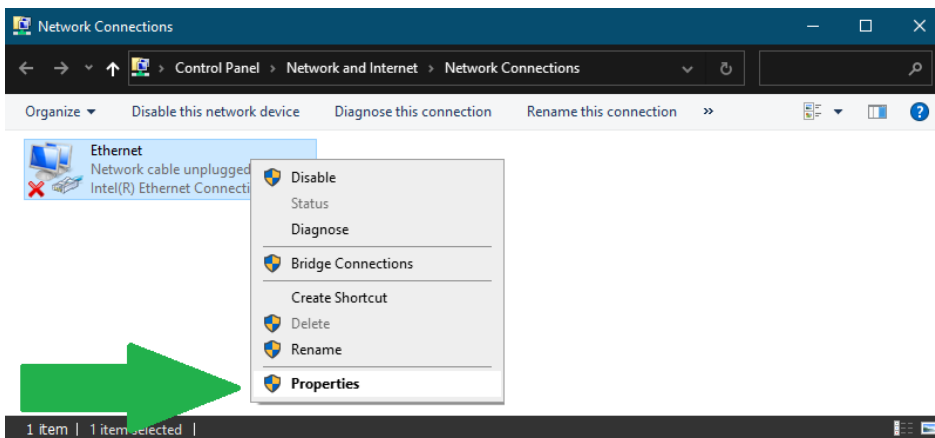 Network Connections
Control Panel > Network and Internet > Network Connections
Organize Disable this network device Diagnose this connection Rename this connection »
Ethernet
Network cable unplugged
Intel(R) Ethernet Connecti
Disable
Status
Diagnose
Bridge Connections
Create Shortcut
Delete
Rename
Properties
1 item | 1 item selected |